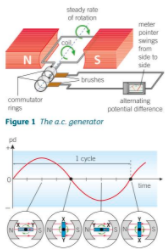 steady rate
of rotation
meter
pointer
swings
from side
to side
coil
N
S
brushes
commutator
rings
alternating
potential difference
Figure 1 The a.c. generator
pd
+
1 cycle
0
time
–
N
S
N
S
N
S
N
S